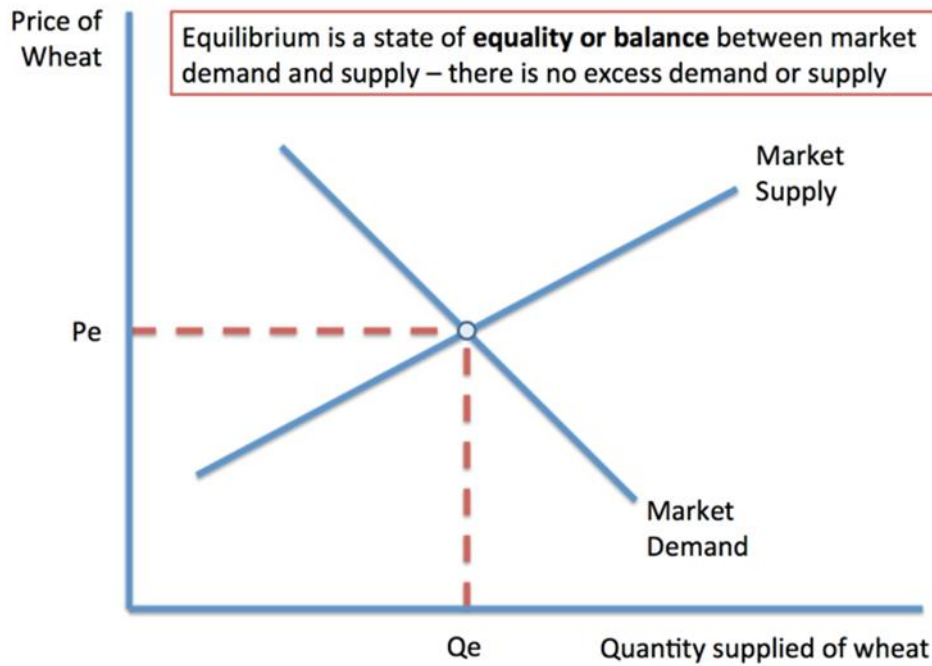 Price of
Wheat
Equilibrium is a state of equality or balance between market
demand and supply – there is no excess demand or supply
Market
Supply
Pe
Market
Demand
Qe
Quantity supplied of wheat